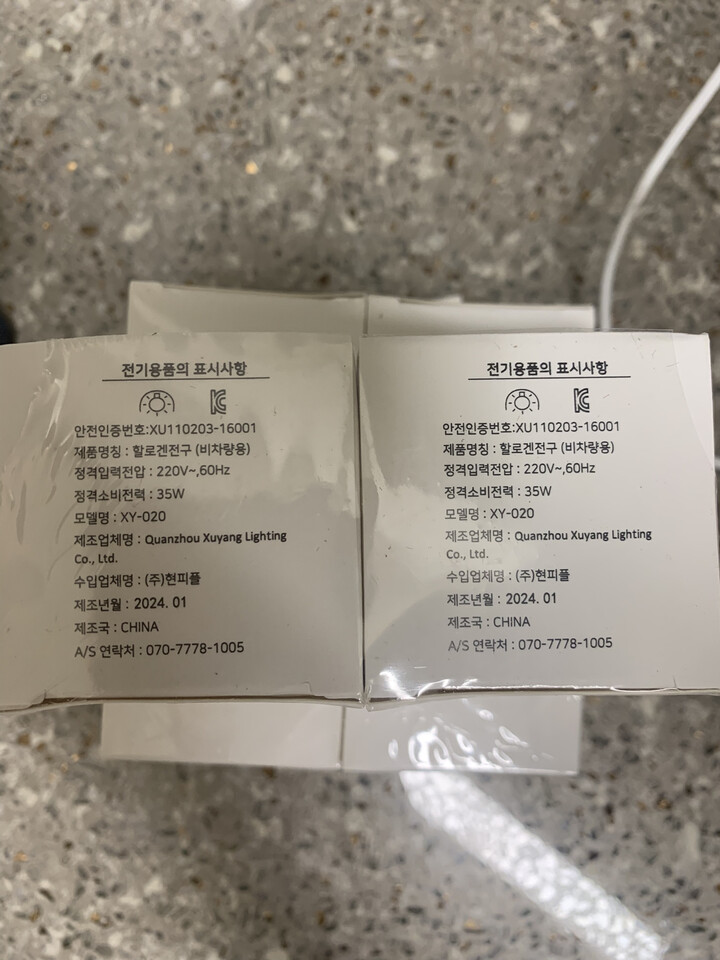 전기용품의 표시사항
안전인증번호:XU110203-16001
제품명칭 : 할로겐전구 (비차량용)
정격입력전압 : 220V~,60Hz
정격소비전력 : 35W
모델명 : XY-020
제조업체명 : Quanzhou Xuyang Lighting
Co., Ltd.
수입업체명 : (주)현피플
제조년월 : 2024. 01
제조국 : CHINA
A/S 연락처 : 070-7778-1005
전기용품의 표시사항
안전인증번호:XU110203-16001
제품명칭 : 할로겐전구 (비차량용)
정격입력전압 : 220V~,60Hz
정격소비전력 : 35W
모델명 : XY-020
제조업체명 : Quanzhou Xuyang Lighting
Co., Ltd.
수입업체명 : (주)현피플
제조년월 : 2024. 01
제조국 : CHINA
A/S 연락처 : 070-7778-1005